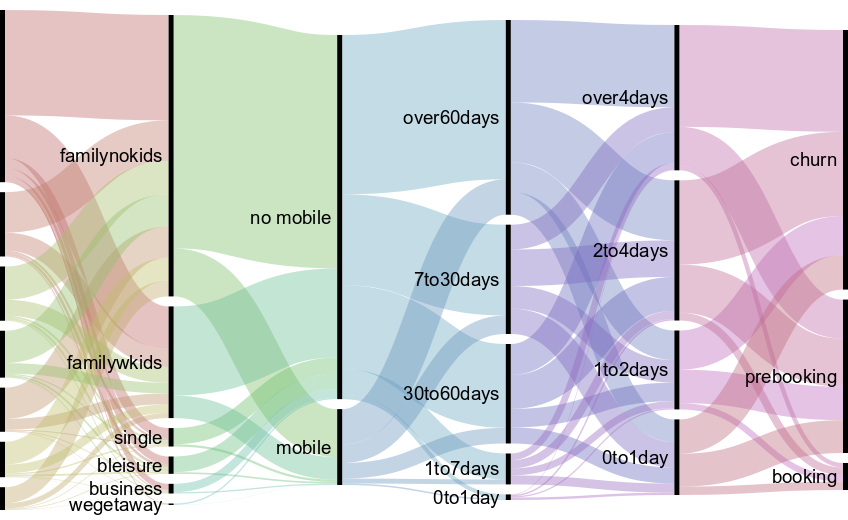 familynokids
familywkids
single
bleisure
business
wegetaway
no mobile
mobile
over60days
7to30days
30to60days
1to7days
0to1day
over4days
2to4days
1to2days
0to1day
churn
prebooking
booking